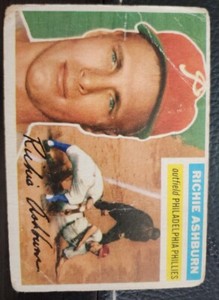 RICHIE ASHBURN
outfield PHILADELPHIA PHILLIES
Richie Ashburn
P